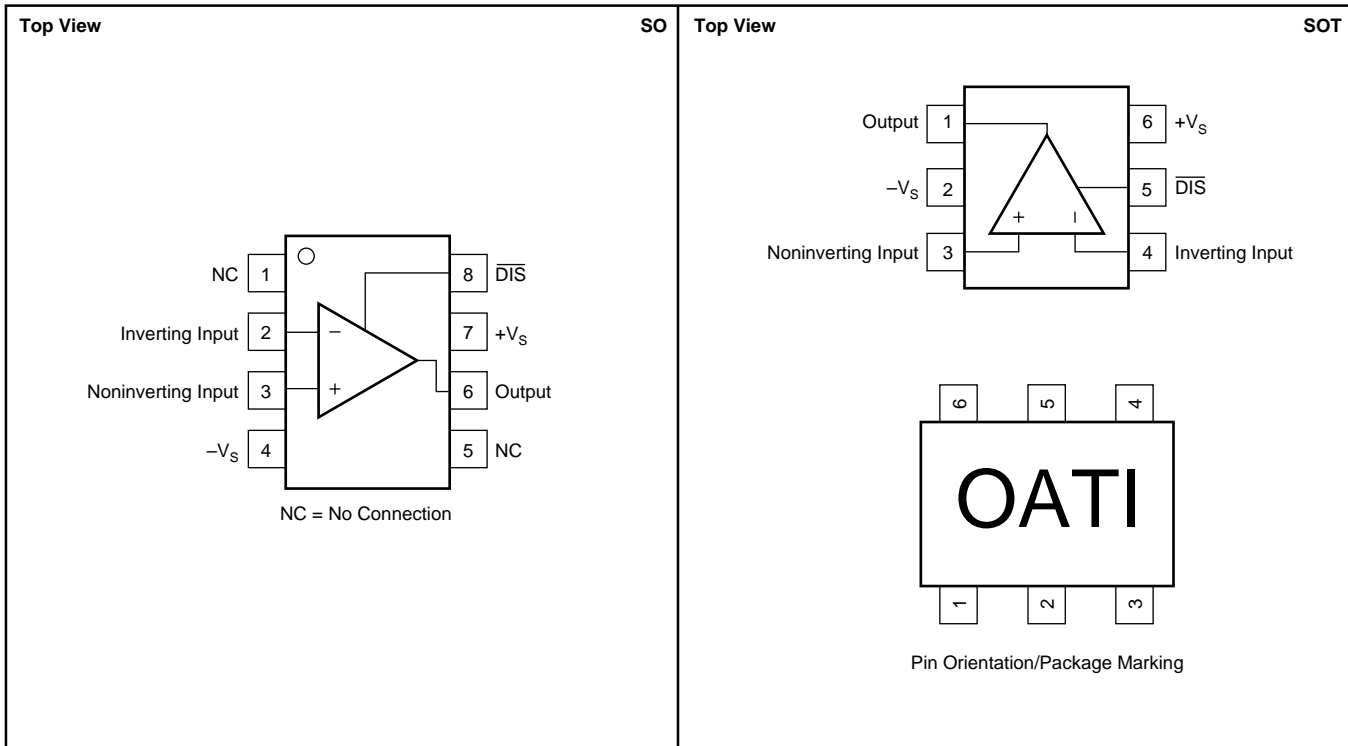 Top View SO
NC 1
8 DIS
Inverting Input 2 −
7 +VS
Noninverting Input 3 +
6 Output
–VS 4
5 NC
NC = No Connection
Top View SOT
Output 1
6 +VS
–VS 2
5 DIS
+ −
Noninverting Input 3
4 Inverting Input
6 5 4
OATI
1 2 3
Pin Orientation/Package Marking